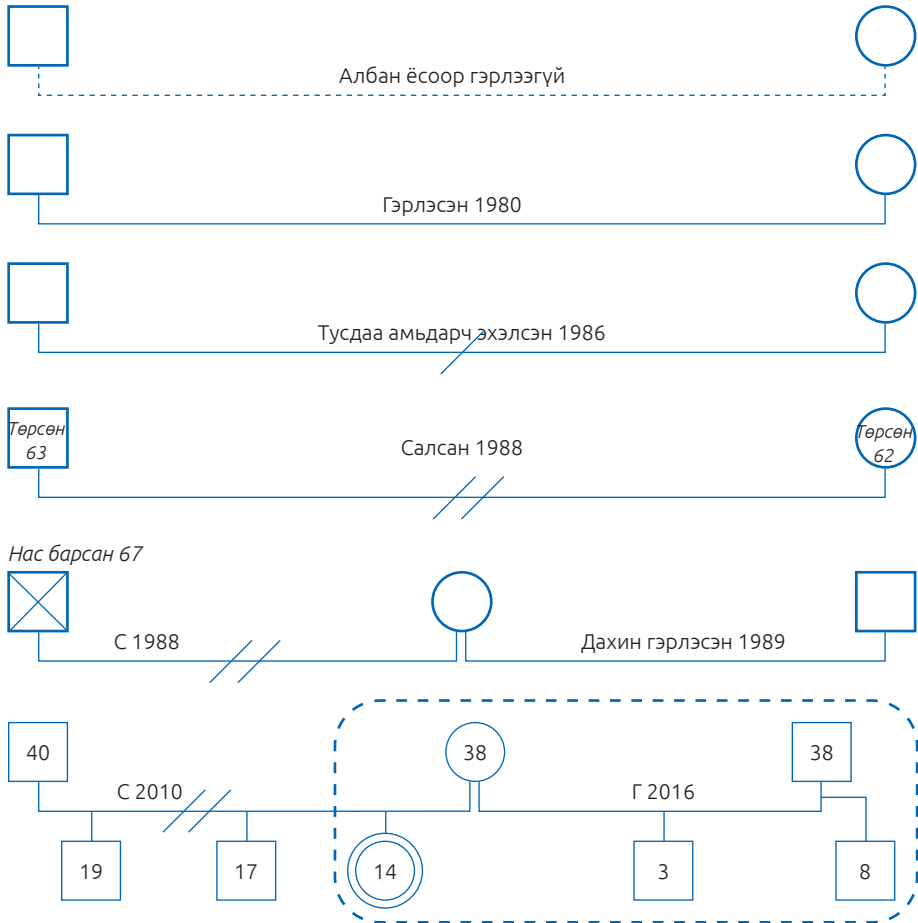 Албан ёсоор гэрлээгүй
Гэрлэсэн 1980
Тусдаа амьдарч эхэлсэн 1986
Төрсөн
63
Салсан 1988
Төрсөн
62
Нас барсан 67
С 1988
Дахин гэрлэсэн 1989
40
38
38
С 2010
Г 2016
19
17
14
3
8